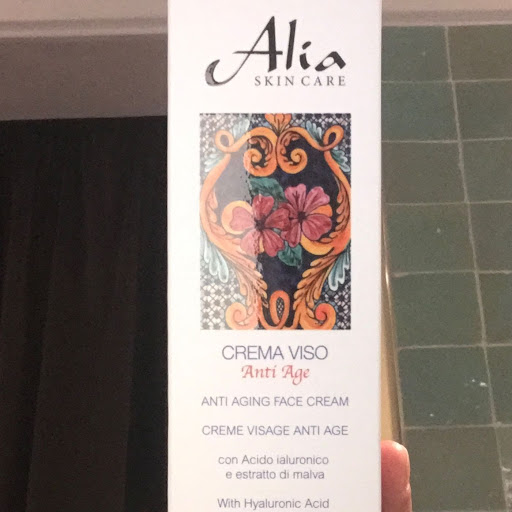 Alia
SKIN CARE
CREMA VISO
Anti Age
ANTI AGING FACE CREAM
CREME VISAGE ANTI AGE
con Acido ialuronico
e estratto di malva
With Hyaluronic Acid